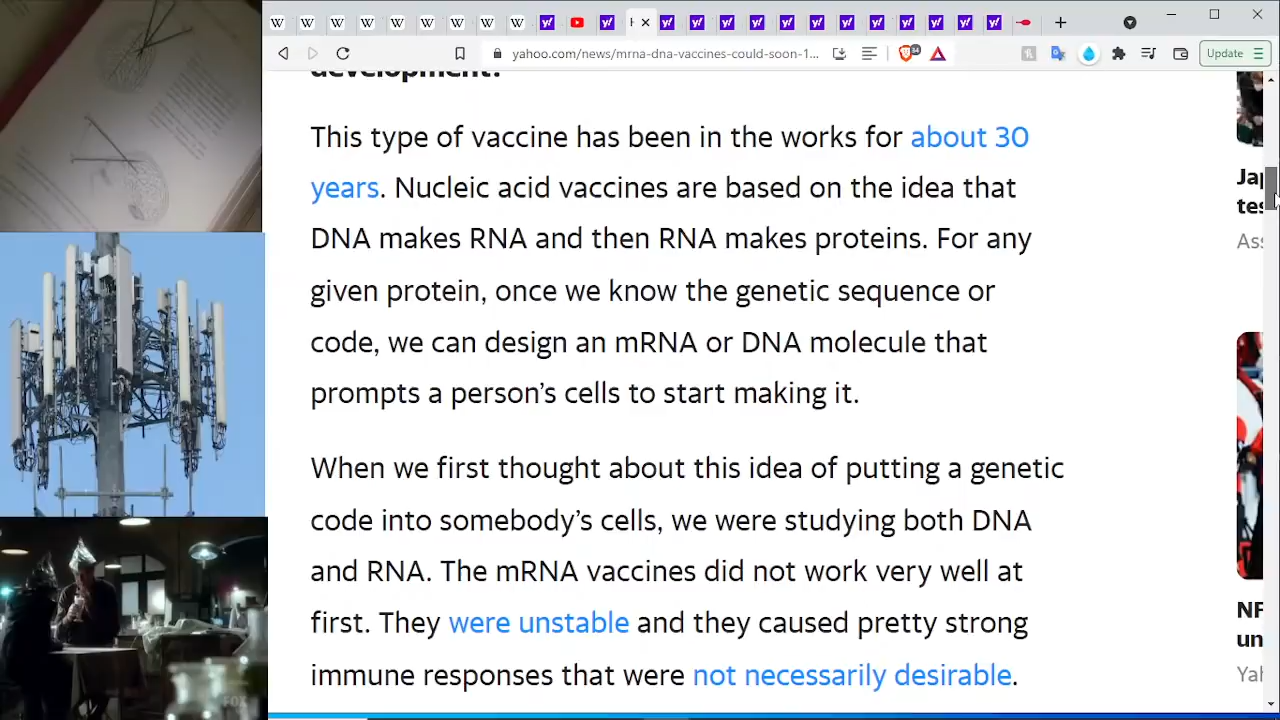 yahoo.com/news/mrna-dna-vaccines-could-soon-1...
Update
development?
This type of vaccine has been in the works for about 30
years. Nucleic acid vaccines are based on the idea that
DNA makes RNA and then RNA makes proteins. For any
given protein, once we know the genetic sequence or
code, we can design an mRNA or DNA molecule that
prompts a person's cells to start making it.
When we first thought about this idea of putting a genetic
code into somebody's cells, we were studying both DNA
and RNA. The mRNA vaccines did not work very well at
first. They were unstable and they caused pretty strong
immune responses that were not necessarily desirable.
FOX